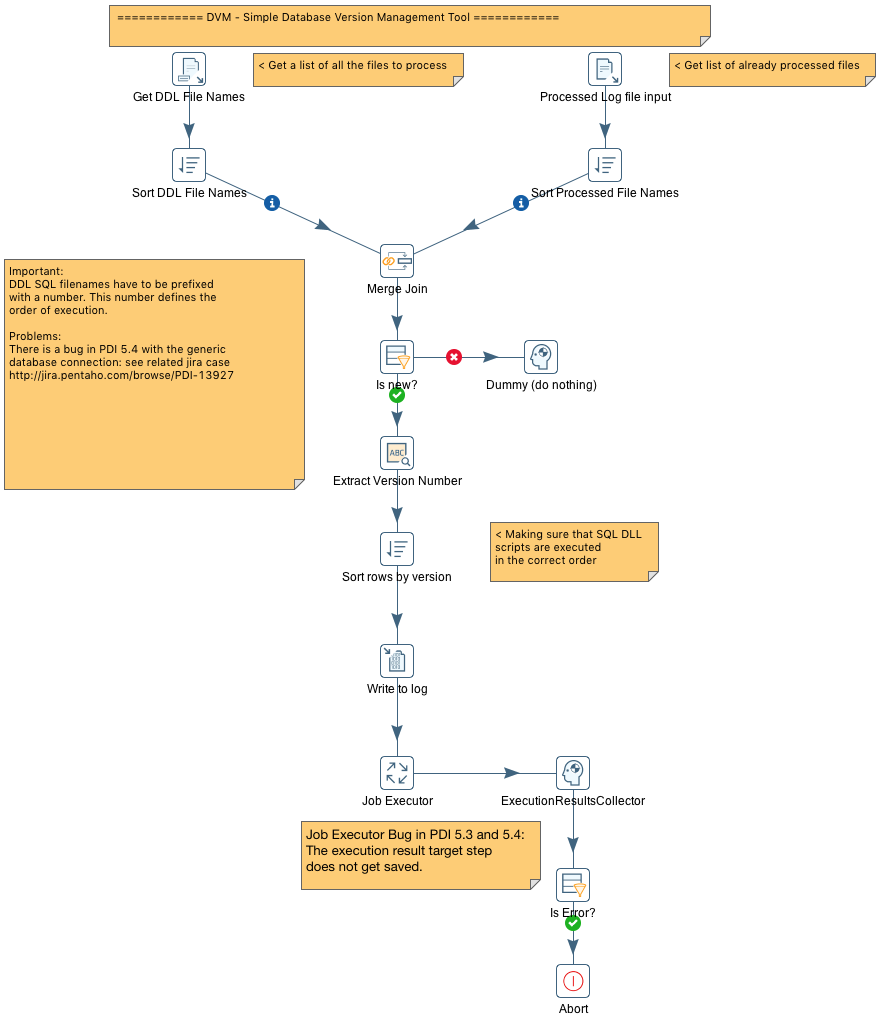 ============ DVM - Simple Database Version Management Tool ============
< Get a list of all the files to process
< Get list of already processed files
Get DDL File Names
Processed Log file input
Sort DDL File Names
Sort Processed File Names
Merge Join
Important:
DDL SQL filenames have to be prefixed
with a number. This number defines the
order of execution.
Problems:
There is a bug in PDI 5.4 with the generic
database connection: see related jira case
http://jira.pentaho.com/browse/PDI-13927
Is new?
Dummy (do nothing)
ABC
Extract Version Number
< Making sure that SQL DLL
scripts are executed
in the correct order
Sort rows by version
Write to log
Job Executor
ExecutionResultsCollector
Job Executor Bug in PDI 5.3 and 5.4:
The execution result target step
does not get saved.
Is Error?
Abort